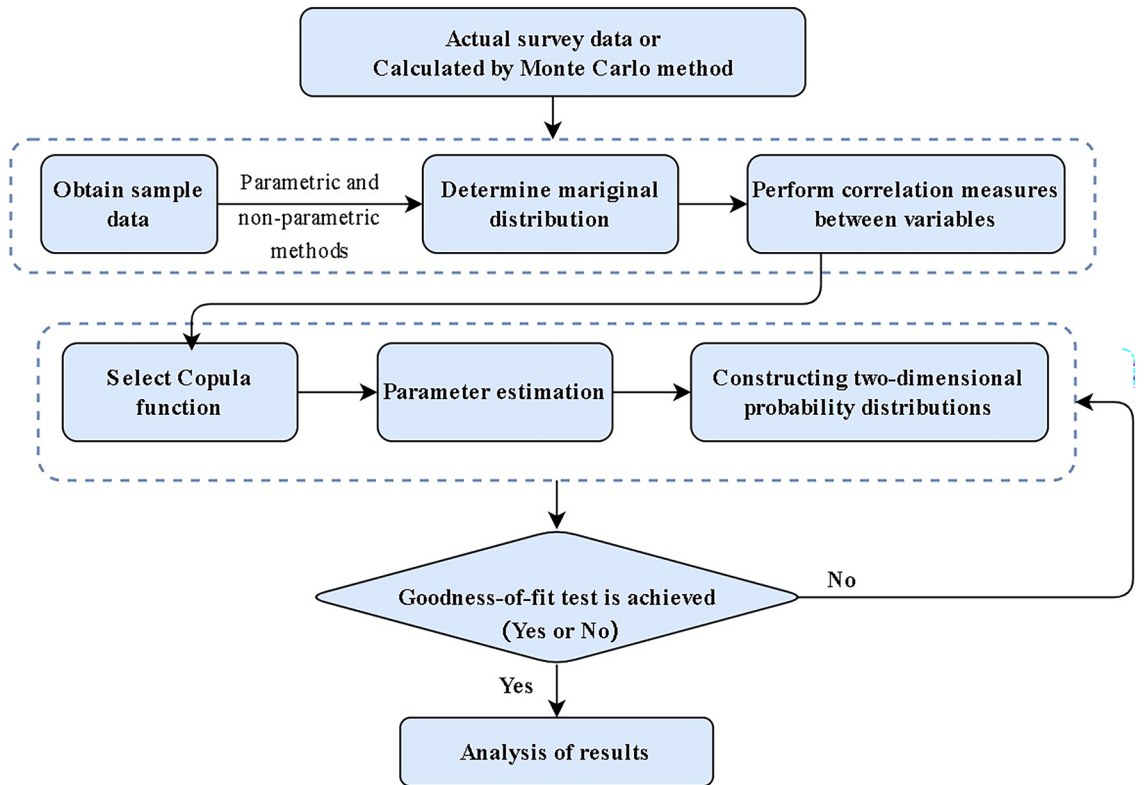 Actual survey data or
Calculated by Monte Carlo method
Obtain sample
data
Parametric and
non-parametric
methods
Determine mariginal
distribution
Perform correlation measures
between variables
Select Copula
function
Parameter estimation
Constructing two-dimensional
probability distributions
Goodness-of-fit test is achieved
(Yes or No)
No
Yes
Analysis of results